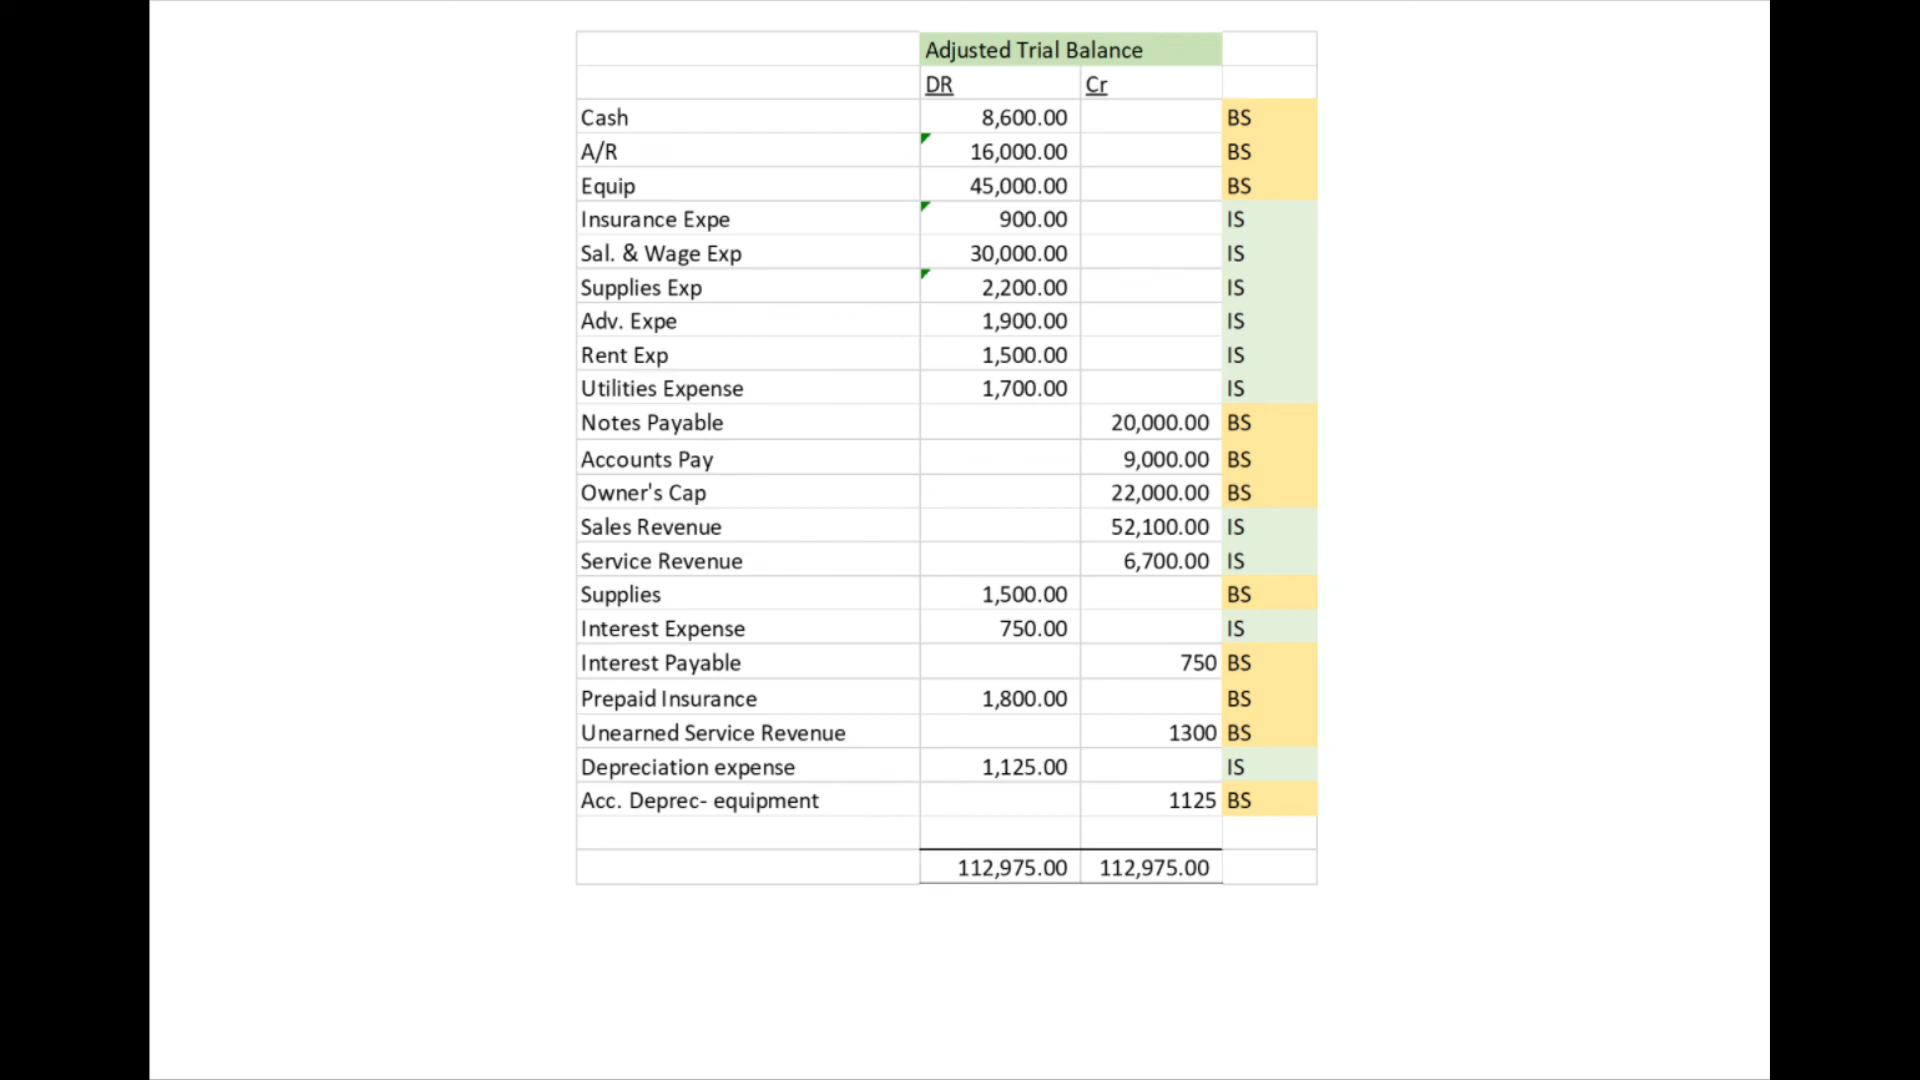 Adjusted Trial Balance
DR Cr
Cash 8,600.00 BS
A/R 16,000.00 BS
Equip 45,000.00 BS
Insurance Expe 900.00 IS
Sal. & Wage Exp 30,000.00 IS
Supplies Exp 2,200.00 IS
Adv. Expe 1,900.00 IS
Rent Exp 1,500.00 IS
Utilities Expense 1,700.00 IS
Notes Payable 20,000.00 BS
Accounts Pay 9,000.00 BS
Owner's Cap 22,000.00 BS
Sales Revenue 52,100.00 IS
Service Revenue 6,700.00 IS
Supplies 1,500.00 BS
Interest Expense 750.00 IS
Interest Payable 750 BS
Prepaid Insurance 1,800.00 BS
Unearned Service Revenue 1300 BS
Depreciation expense 1,125.00 IS
Acc. Deprec- equipment 1125 BS
112,975.00 112,975.00